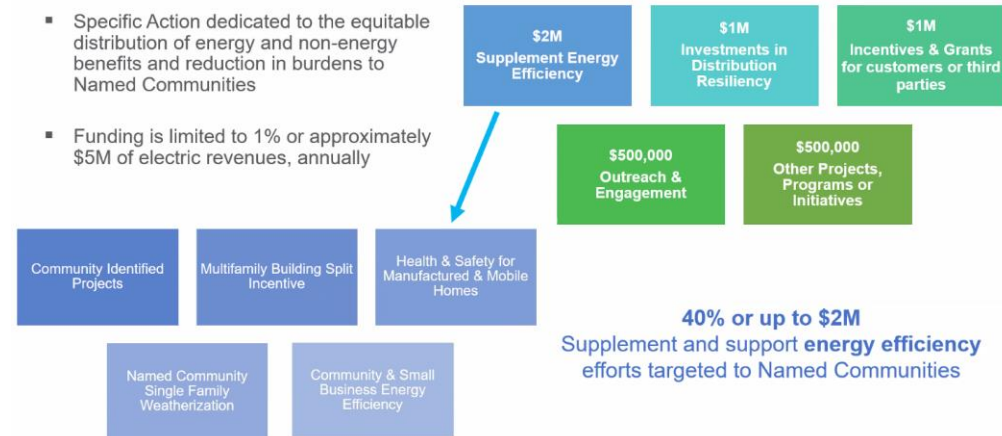 ▪ Specific Action dedicated to the equitable
distribution of energy and non-energy
benefits and reduction in burdens to
Named Communities
▪ Funding is limited to 1% or approximately
$5M of electric revenues, annually
$2M
Supplement Energy
Efficiency
$1M
Investments in
Distribution
Resiliency
$1M
Incentives & Grants
for customers or third
parties
$500,000
Outreach &
Engagement
$500,000
Other Projects,
Programs or
Initiatives
Community Identified
Projects
Multifamily Building Split
Incentive
Health & Safety for
Manufactured & Mobile
Homes
Named Community
Single Family
Weatherization
Community & Small
Business Energy
Efficiency
40% or up to $2M
Supplement and support energy efficiency
efforts targeted to Named Communities